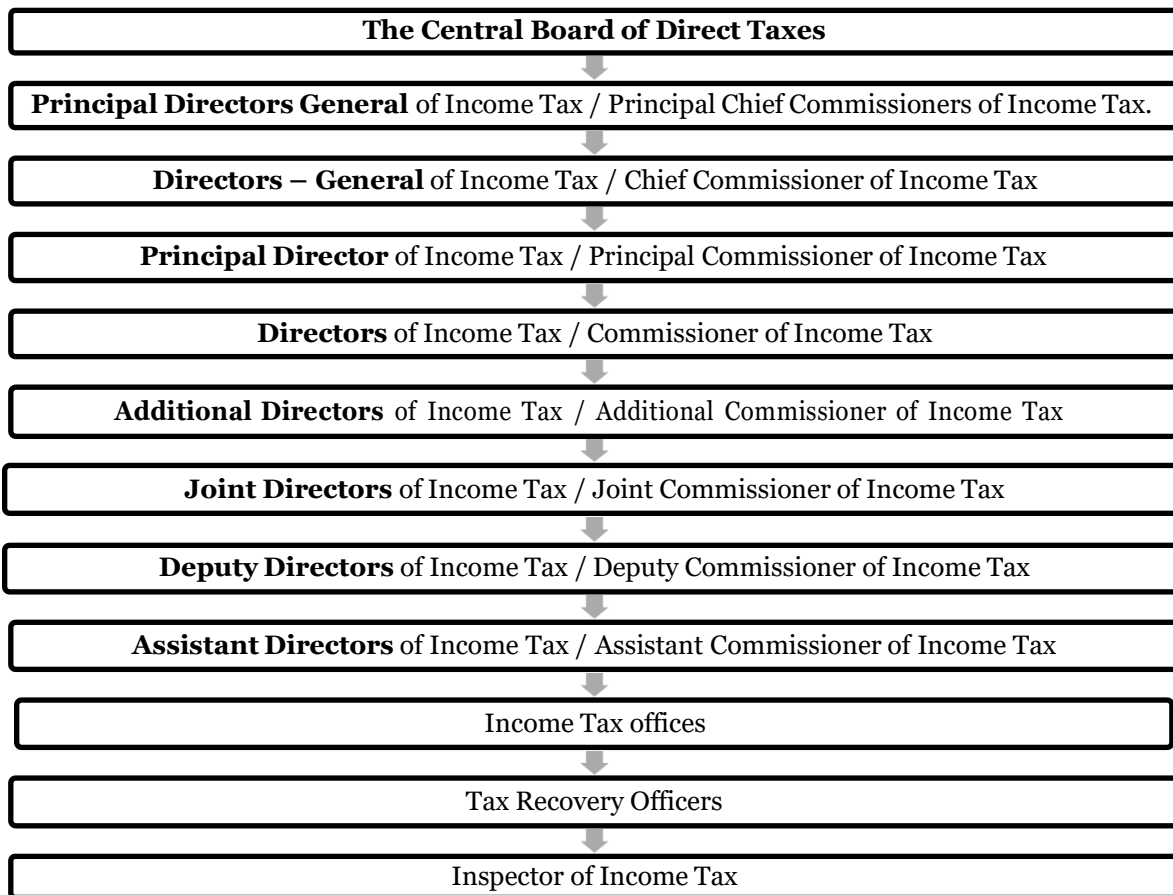 The Central Board of Direct Taxes
Principal Directors General of Income Tax / Principal Chief Commissioners of Income Tax.
Directors – General of Income Tax / Chief Commissioner of Income Tax
Principal Director of Income Tax / Principal Commissioner of Income Tax
Directors of Income Tax / Commissioner of Income Tax
Additional Directors of Income Tax / Additional Commissioner of Income Tax
Joint Directors of Income Tax / Joint Commissioner of Income Tax
Deputy Directors of Income Tax / Deputy Commissioner of Income Tax
Assistant Directors of Income Tax / Assistant Commissioner of Income Tax
Income Tax offices
Tax Recovery Officers
Inspector of Income Tax